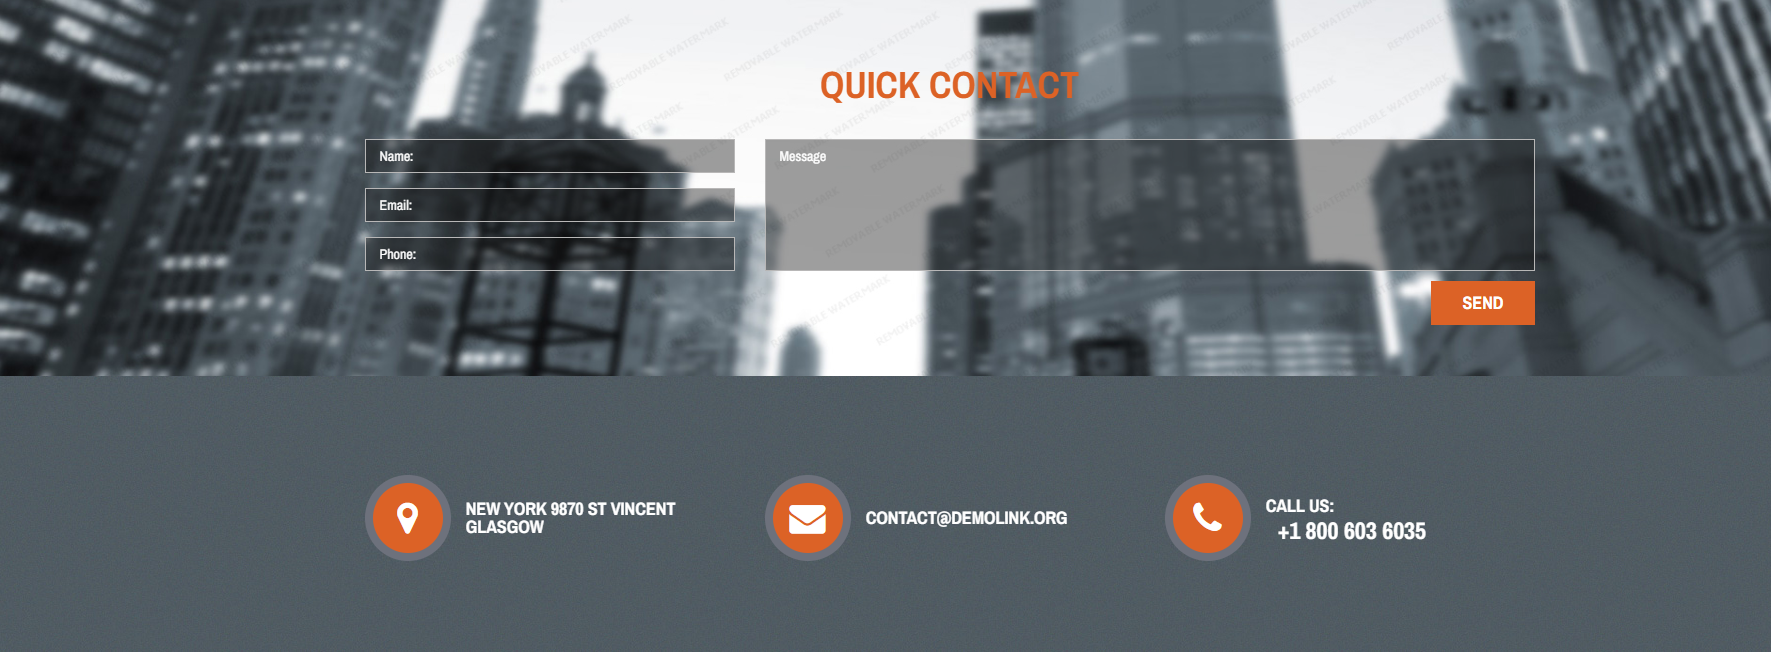 QUICK CONTACT
Name:
Email:
Phone:
Message
SEND
NEW YORK 9870 ST VINCENT
GLASGOW
CONTACT@DEMOLINK.ORG
CALL US:
+1 800 603 6035
REMOVABLE WATERMARK